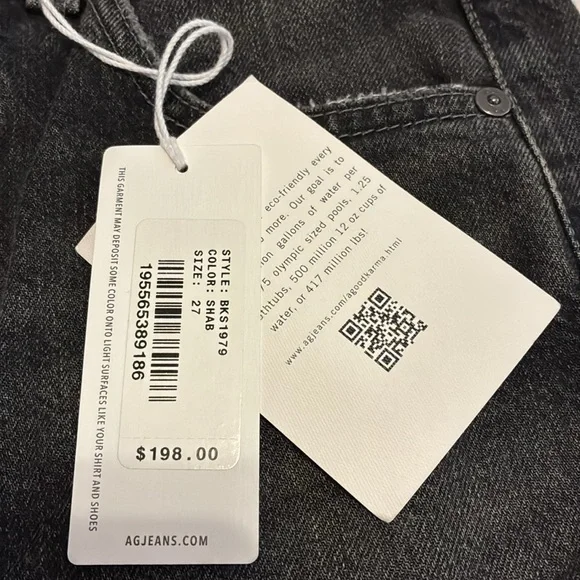 THIS GARMENT MAY DEPOSIT SOME COLOR ONTO LIGHT SURFACES LIKE YOUR SHIRT AND SHOES
STYLE: BKS1979
COLOR: SHAB
SIZE: 27
195565389186
$198.00
AGJEANS.COM
eco-friendly every
more. Our goal is to
gallons of water per
75 olympic sized pools, 1.25
500 million 12 oz cups of
water, or 417 million lbs!
www.agjeans.com/agoodkarma.html